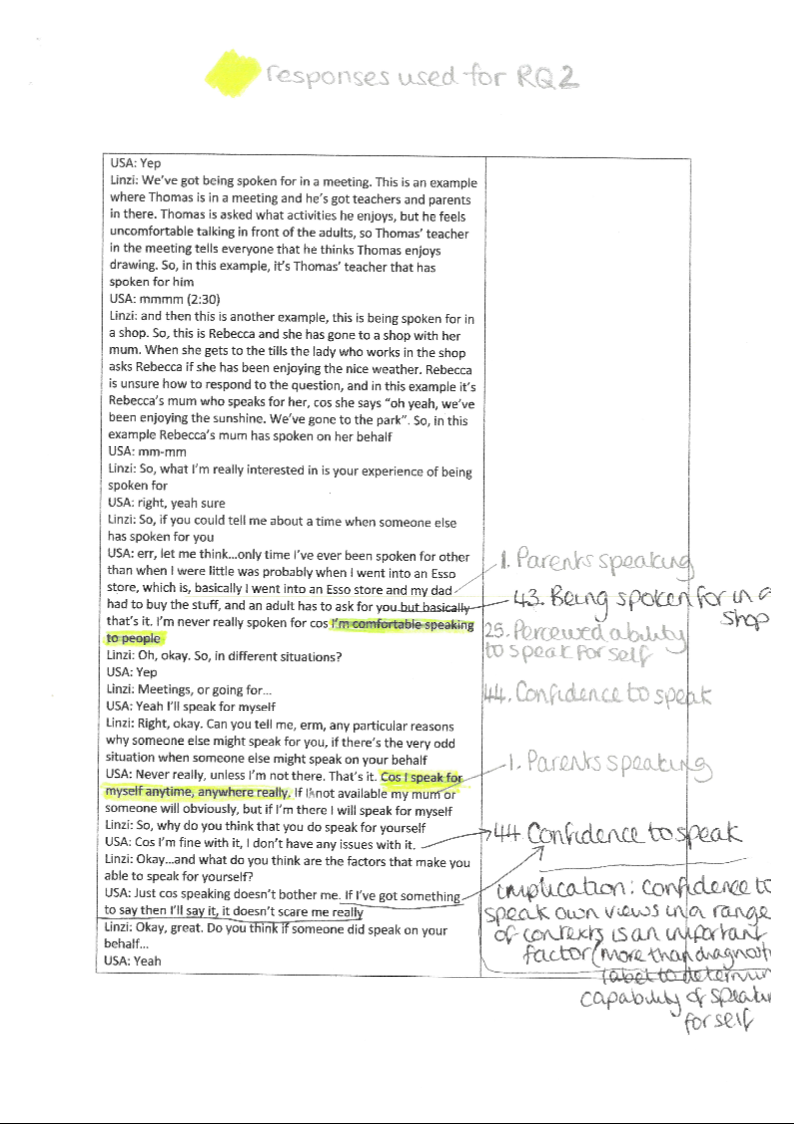 responses used for RQ2
USA: Yep
Linzi: We've got being spoken for in a meeting. This is an example
where Thomas is in a meeting and he's got teachers and parents
in there. Thomas is asked what activities he enjoys, but he feels
uncomfortable talking in front of the adults, so Thomas' teacher
in the meeting tells everyone that he thinks Thomas enjoys
drawing. So, in this example, it's Thomas' teacher that has
spoken for him
USA: mmmm (2:30)
Linzi: and then this is another example, this is being spoken for in
a shop. So, this is Rebecca and she has gone to a shop with her
mum. When she gets to the tills the lady who works in the shop
asks Rebecca if she has been enjoying the nice weather. Rebecca
is unsure how to respond to the question, and in this example it's
Rebecca's mum who speaks for her, cos she says "oh yeah, we've
been enjoying the sunshine. We've gone to the park". So, in this
example Rebecca's mum has spoken on her behalf
USA: mm-mm
Linzi: So, what I'm really interested in is your experience of being
spoken for
USA: right, yeah sure
Linzi: So, if you could tell me about a time when someone else
has spoken for you
USA: err, let me think...only time I've ever been spoken for other
than when I were little was probably when I went into an Esso
store, which is, basically I went into an Esso store and my dad
had to buy the stuff, and an adult has to ask for you but basically
that's it. I'm never really spoken for cos I'm comfortable speaking
to people
Linzi: Oh, okay. So, in different situations?
USA: Yep
Linzi: Meetings, or going for...
USA: Yeah I'll speak for myself
Linzi: Right, okay. Can you tell me, erm, any particular reasons
why someone else might speak for you, if there's the very odd
situation when someone else might speak on your behalf
USA: Never really, unless I'm not there. That's it. Cos I speak for
myself anytime, anywhere really. If I not available my mum or
someone will obviously, but if I'm there I will speak for myself
Linzi: So, why do you think that you do speak for yourself
USA: Cos I'm fine with it, I don't have any issues with it.
Linzi: Okay...and what do you think are the factors that make you
able to speak for yourself?
USA: Just cos speaking doesn't bother me. If I've got something
to say then I'll say it, it doesn't scare me really
Linzi: Okay, great. Do you think if someone did speak on your
behalf...
USA: Yeah
1. Parents speaking
43. Being spoken for in a
shop
25. Perceived ability
to speak for self
44. Confidence to speak
1. Parents speaking
44 Confidence to speak
implication: confidence to
speak own views in a range
of contexts is an important
factor (more than
label to
capability of
for self